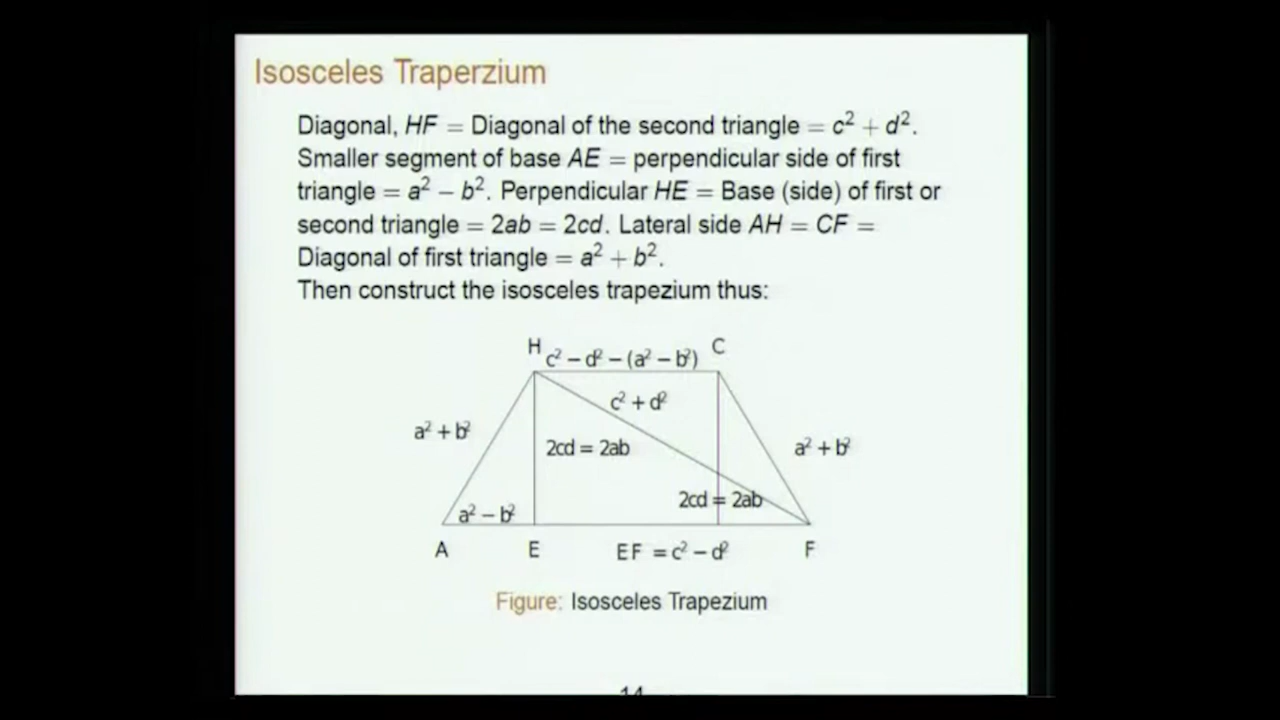 Isosceles Traperzium
Diagonal, HF = Diagonal of the second triangle = c² + d².
Smaller segment of base AE = perpendicular side of first
triangle = a² − b². Perpendicular HE = Base (side) of first or
second triangle = 2ab = 2cd. Lateral side AH = CF =
Diagonal of first triangle = a² + b².
Then construct the isosceles trapezium thus:
H c² − d² − (a² − b²) C
c² + d²
a² + b²
2cd = 2ab
a² + b²
2cd = 2ab
a² − b²
A E EF = c² − d² F
Figure: Isosceles Trapezium
14